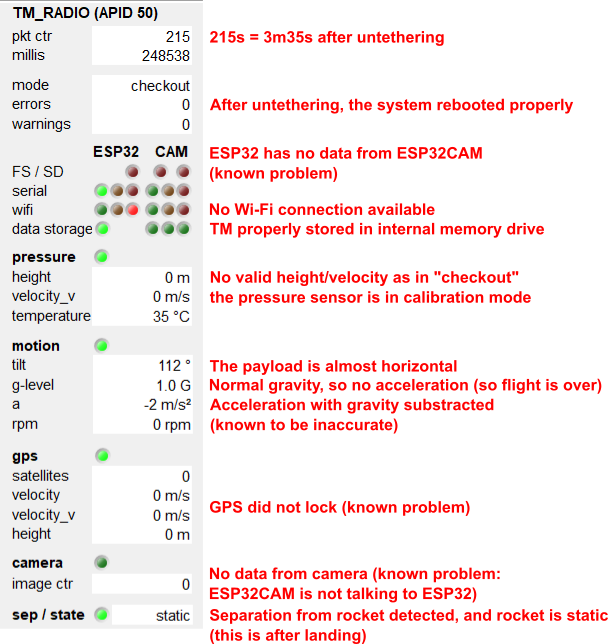 TM_RADIO (APID 50)
pkt ctr 215 215s = 3m35s after untethering
millis 248538
mode checkout
errors 0 After untethering, the system rebooted properly
warnings 0
ESP32 CAM ESP32 has no data from ESP32CAM
FS / SD (known problem)
serial
wifi No Wi-Fi connection available
data storage TM properly stored in internal memory drive
pressure
height 0 m No valid height/velocity as in "checkout"
velocity_v 0 m/s the pressure sensor is in calibration mode
temperature 35 °C
motion
tilt 112 ° The payload is almost horizontal
g-level 1.0 G Normal gravity, so no acceleration (so flight is over)
a -2 m/s² Acceleration with gravity substracted
rpm 0 rpm (known to be inaccurate)
gps
satellites 0
velocity 0 m/s
velocity_v 0 m/s GPS did not lock (known problem)
height 0 m
camera
No data from camera (known problem:
image ctr 0 ESP32CAM is not talking to ESP32)
sep / state static Separation from rocket detected, and rocket is static
(this is after landing)